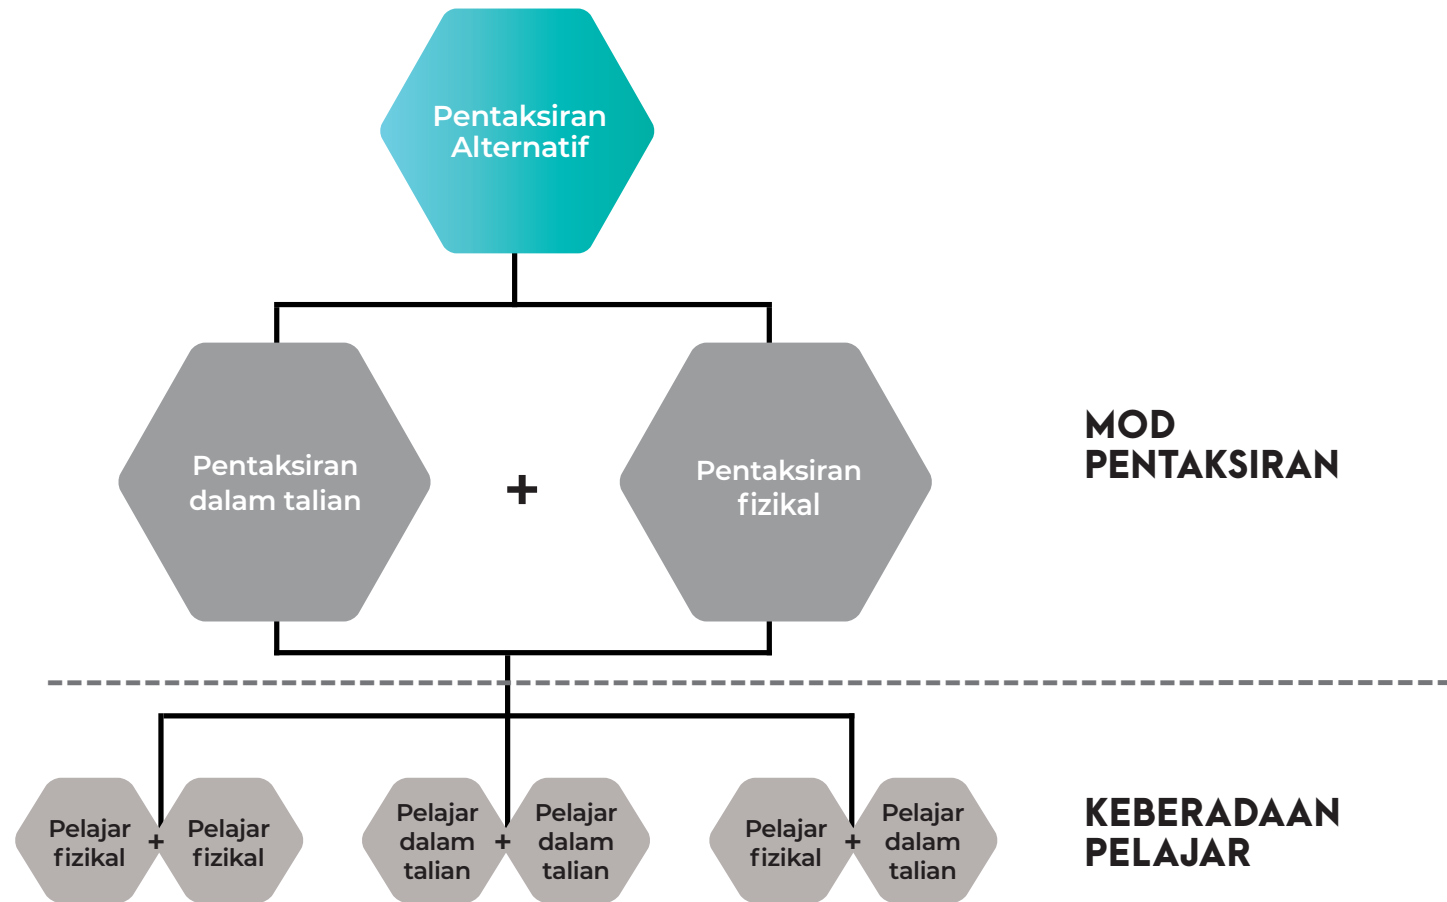 Pentaksiran
Alternatif
Pentaksiran
dalam talian
+
Pentaksiran
fizikal
MOD
PENTAKSIRAN
Pelajar
fizikal
+
Pelajar
fizikal
Pelajar
dalam
talian
+
Pelajar
dalam
talian
Pelajar
fizikal
+
Pelajar
dalam
talian
KEBERADAAN
PELAJAR